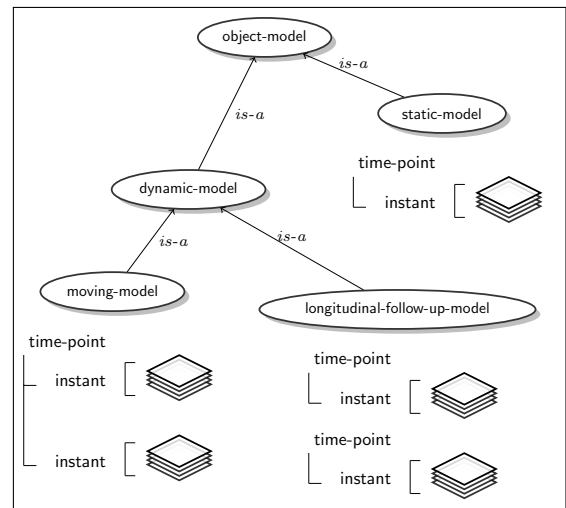 object-model
is-a
static-model
is-a
time-point
instant
dynamic-model
is-a
is-a
moving-model
longitudinal-follow-up-model
time-point
instant
instant
time-point
instant
time-point
instant